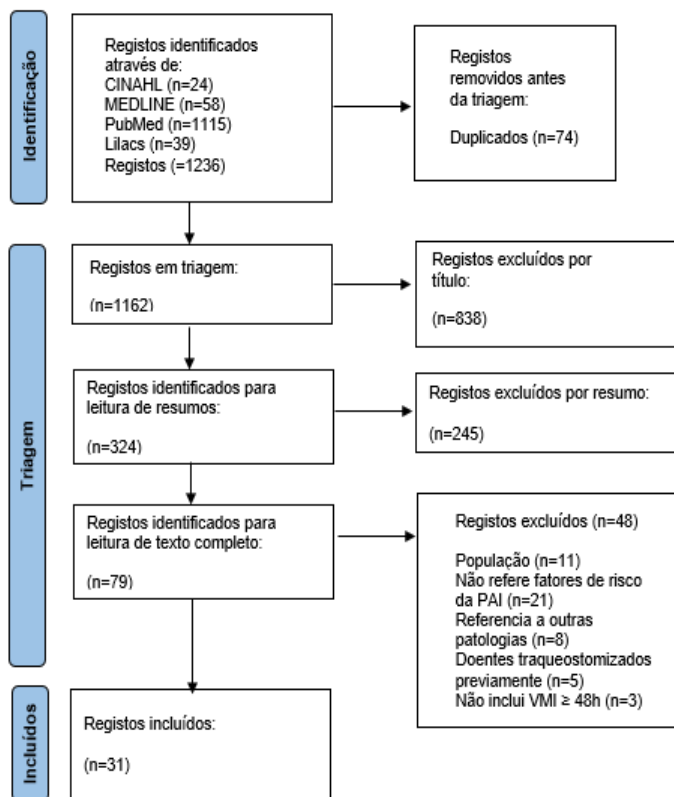 Identificação
Registos identificados
através de:
CINAHL (n=24)
MEDLINE (n=58)
PubMed (n=1115)
Lilacs (n=39)
Registos (=1236)
Registos
removidos antes
da triagem:
Duplicados (n=74)
Triagem
Registos em triagem:
(n=1162)
Registos excluídos por
título:
(n=838)
Registos identificados para
leitura de resumos:
(n=324)
Registos excluídos por resumo:
(n=245)
Registos identificados para
leitura de texto completo:
(n=79)
Registos excluídos (n=48)
População (n=11)
Não refere fatores de risco
da PAI (n=21)
Referencia a outras
patologias (n=8)
Doentes traqueostomizados
previamente (n=5)
Não inclui VMI ≥ 48h (n=3)
Incluídos
Registos incluídos:
(n=31)